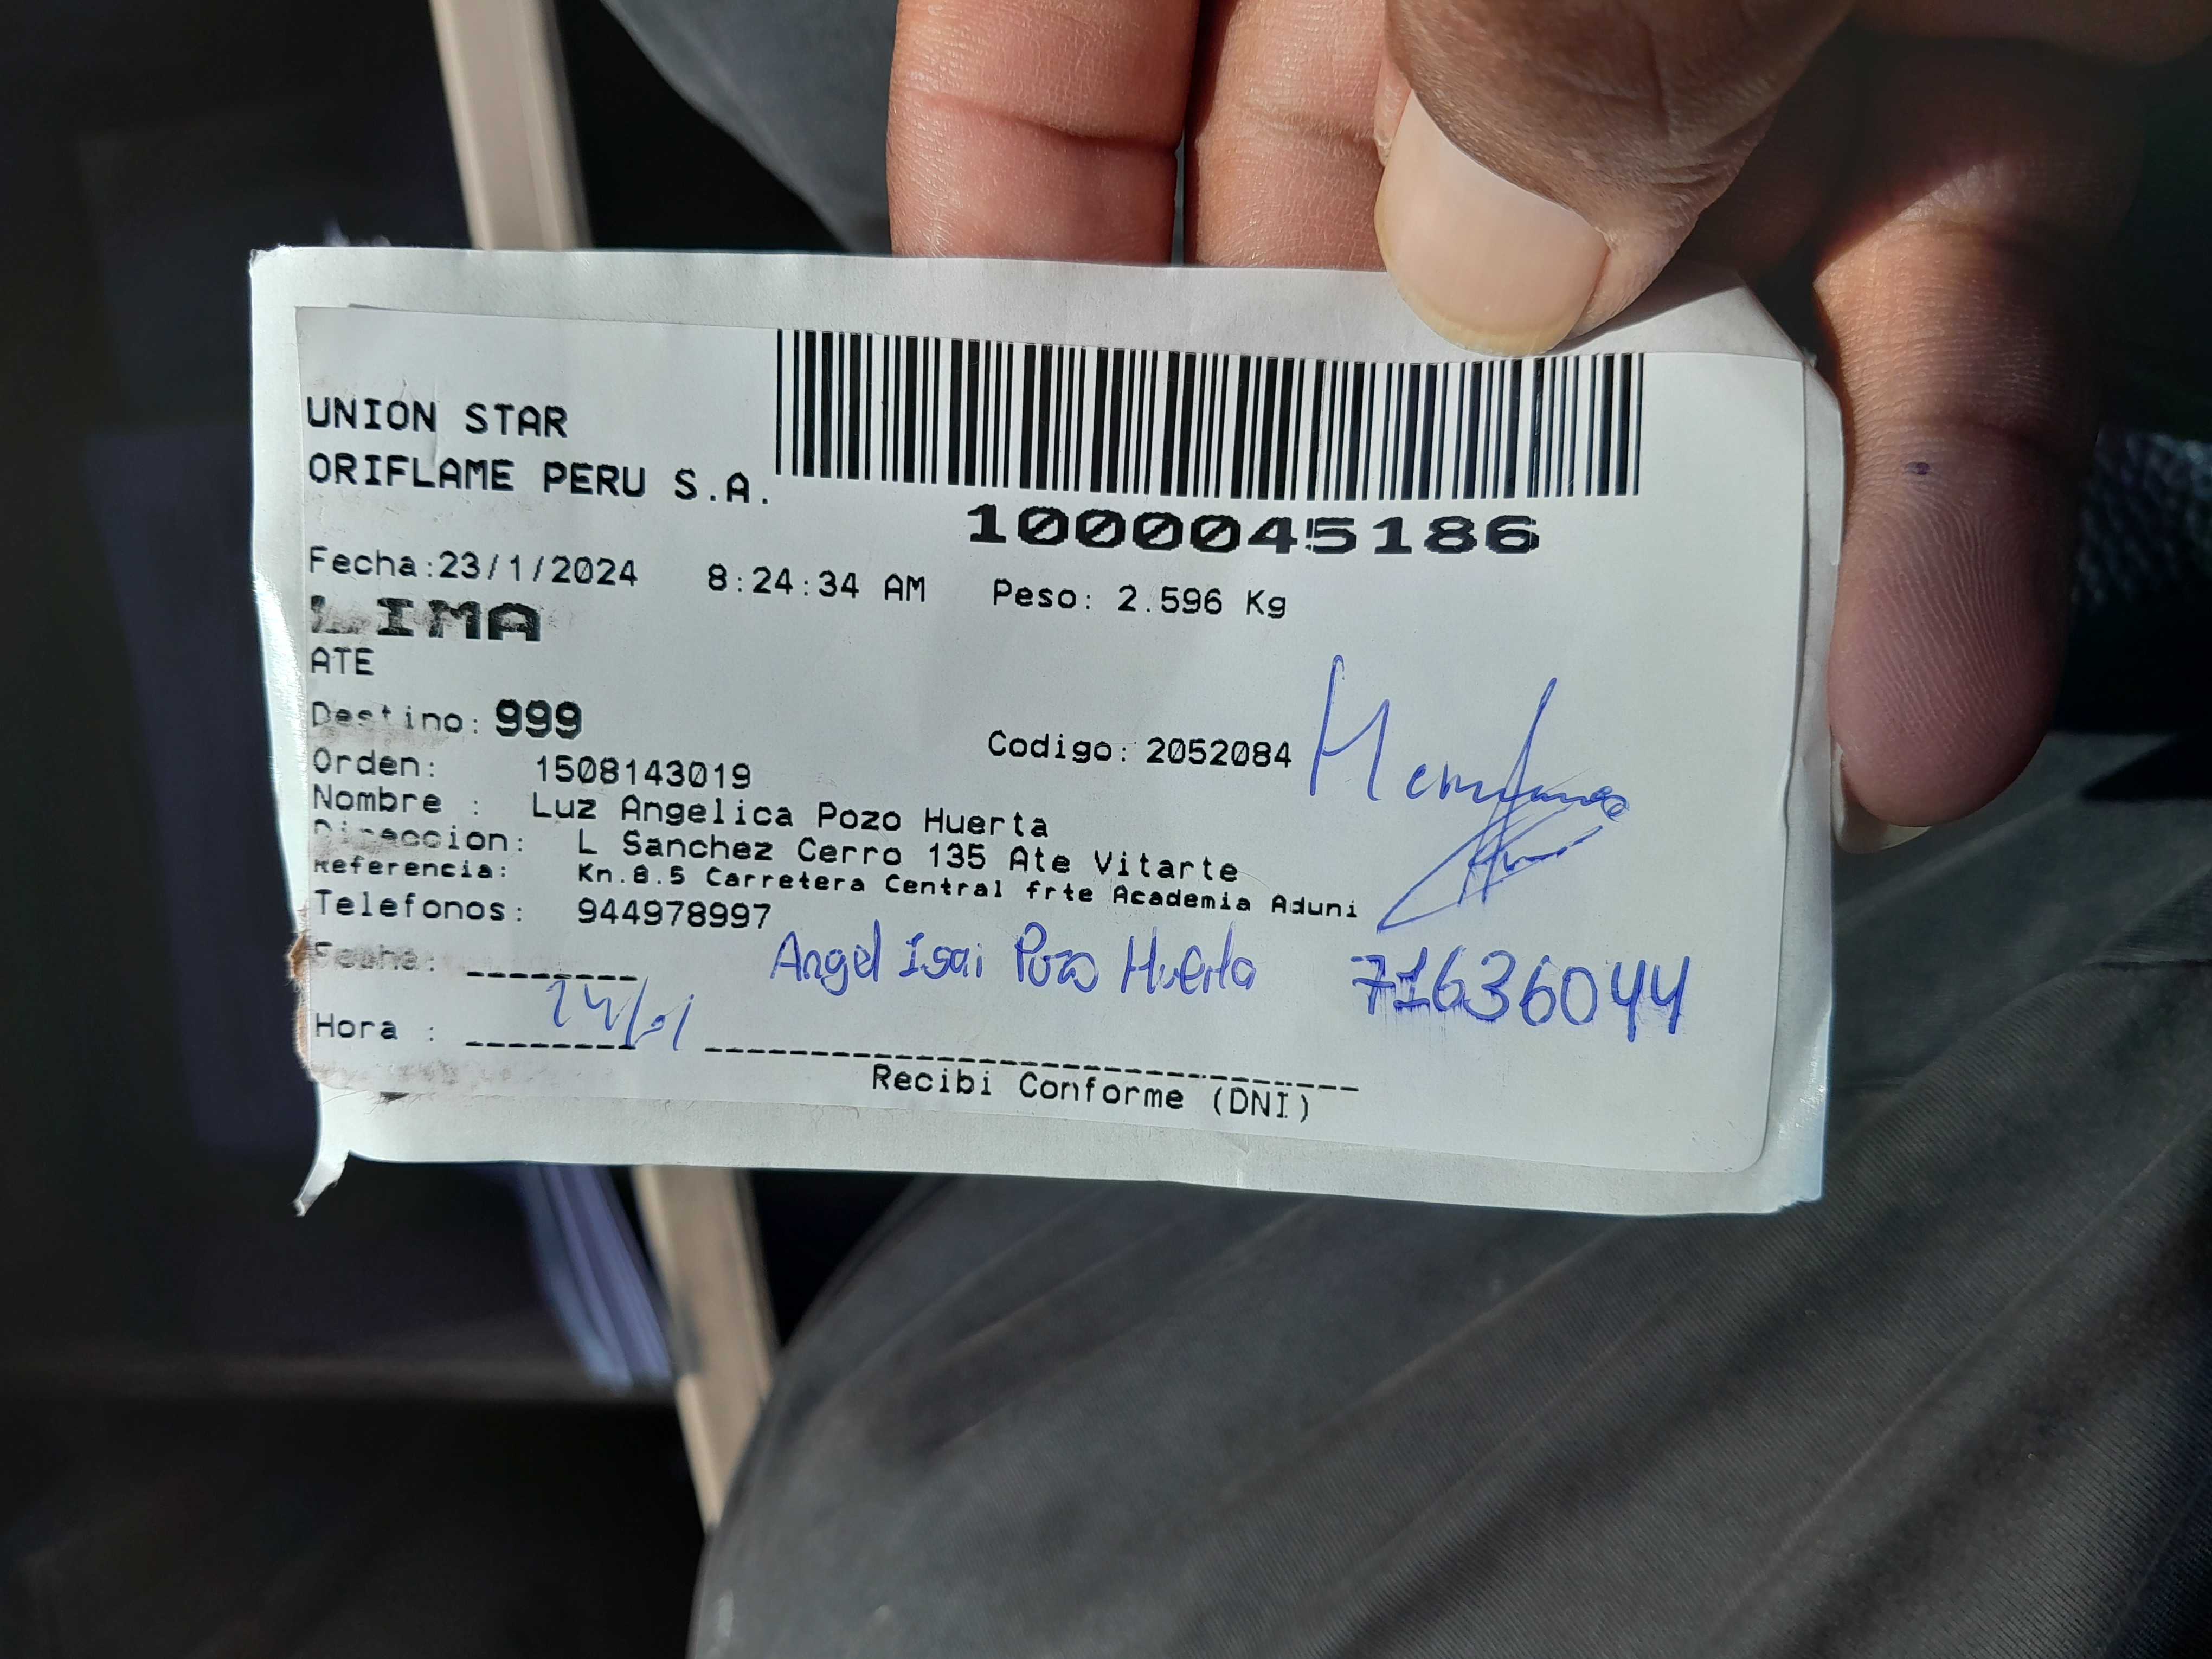 UNION STAR
ORIFLAME PERU S.A.
1000045186
Fecha:23/1/2024 8:24:34 AM Peso: 2.596 Kg
LIMA
ATE
Destino: 999
Codigo: 2052084
Orden: 1508143019
Nombre : Luz Angelica Pozo Huerta
Direccion: L Sanchez Cerro 135 Ate Vitarte
Referencia: Kn.8.5 Carretera Central frte Academia Aduni
Telefonos: 944978997
Fecha: 24/01
Angel Isai Pozo Huerta 71636044
Hora :
Recibi Conforme (DNI)